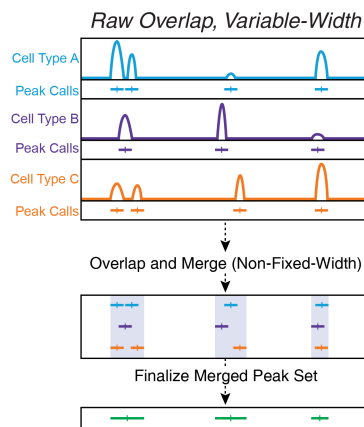 Raw Overlap, Variable-Width
Cell Type A
Peak Calls
Cell Type B
Peak Calls
Cell Type C
Peak Calls
Overlap and Merge (Non-Fixed-Width)
Finalize Merged Peak Set